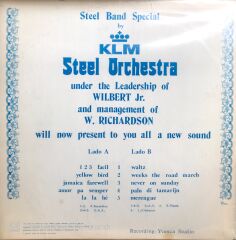 Steel Band Special
by
KLM
Steel Orchestra
under the Leadership of
WILBERT Jr.
and management of
W. RICHARDSON
will now present to you all a new sound
Lado A Lado B
1 2 3 facil 1 waltz
yellow bird 2 weeks the road march
jamaica farewell 3 never on sunday
amar pa semper 4 palo di tamarijn
la la hé 5 merengue
Recording: Voonca Studio